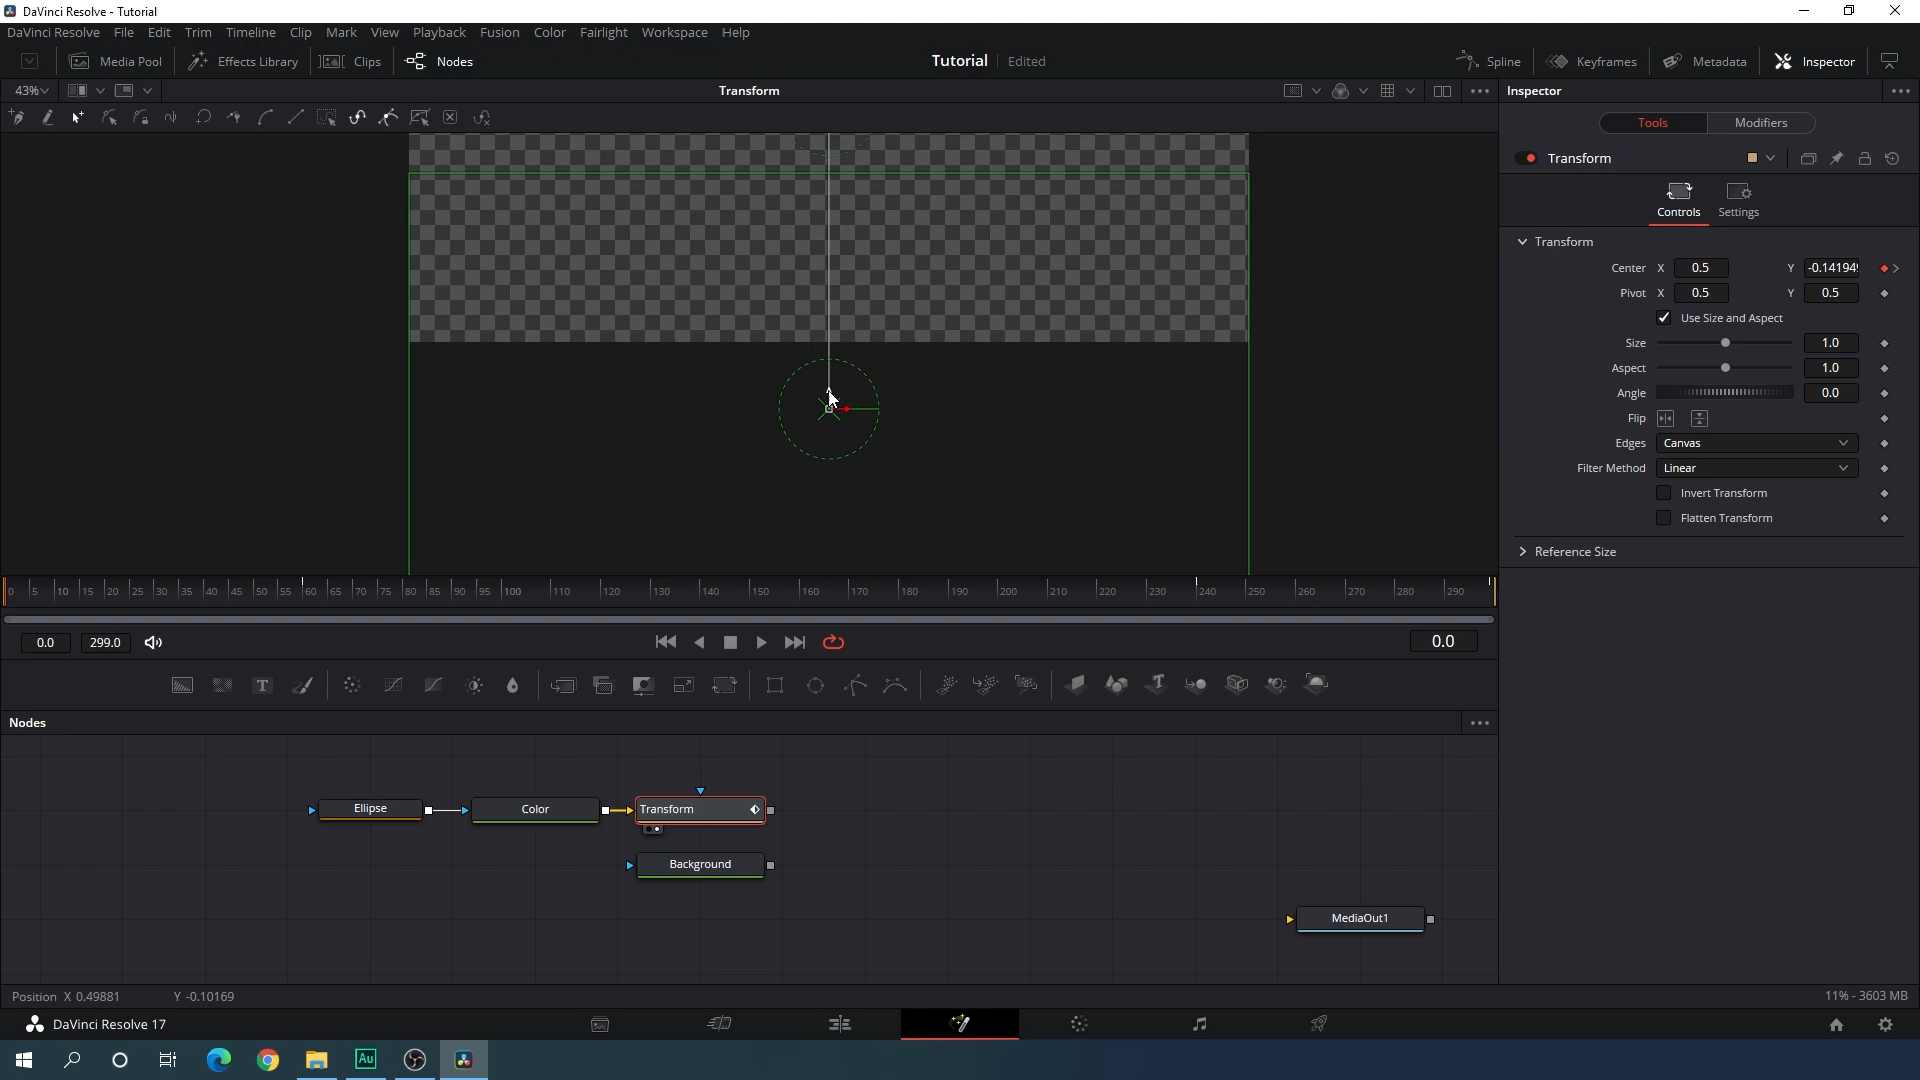 DaVinci Resolve - Tutorial
DaVinci Resolve File Edit Trim Timeline Clip Mark View Playback Fusion Color Fairlight Workspace Help
Media Pool Effects Library Clips Nodes Tutorial Edited Spline Keyframes Metadata Inspector
43% Transform Inspector
Tools Modifiers
Transform
Controls Settings
Transform
Center X 0.5 Y -0.14194
Pivot X 0.5 Y 0.5
Use Size and Aspect
Size 1.0
Aspect 1.0
Angle 0.0
Flip
Edges Canvas
Filter Method Linear
Invert Transform
Flatten Transform
Reference Size
0 5 10 15 20 25 30 35 40 45 50 55 60 65 70 75 80 85 90 95 100 110 120 130 140 150 160 170 180 190 200 210 220 230 240 250 260 270 280 290
0.0 299.0 0.0
T
Nodes
Ellipse Color Transform
Background
MediaOut1
Position X 0.49881 Y -0.10169 11% - 3603 MB
DaVinci Resolve 17
Au